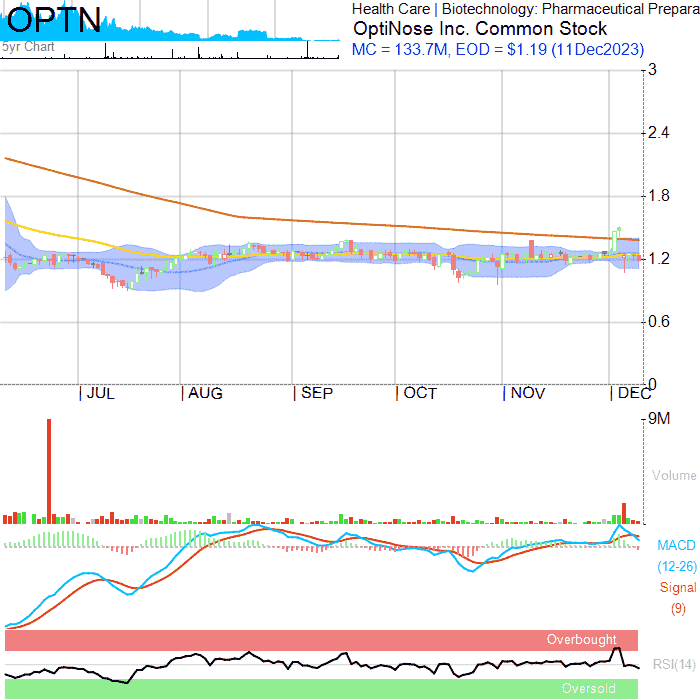 OPTN
5yr Chart
Health Care | Biotechnology: Pharmaceutical Prepara
OptiNose Inc. Common Stock
MC = 133.7M, EOD = $1.19 (11Dec2023)
3
2.4
1.8
1.2
0.6
0
JUL AUG SEP OCT NOV DEC
9M
Volume
MACD
(12-26)
Signal
(9)
Overbought
RSI(14)
Oversold